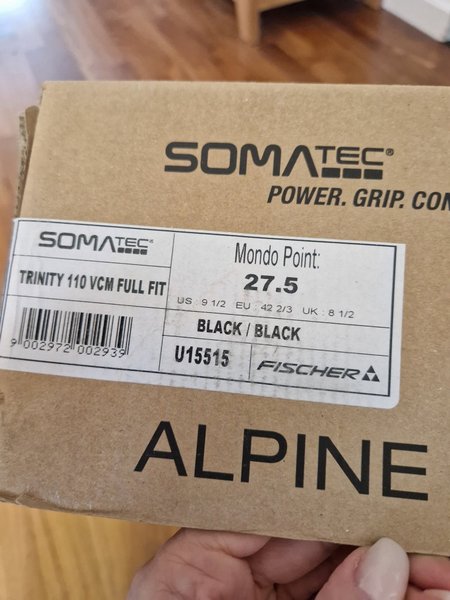 SOMATEC®
POWER. GRIP. CON
SOMATEC®
TRINITY 110 VCM FULL FIT
9 002972 002939
Mondo Point:
27.5
US : 9 1/2 EU : 42 2/3 UK : 8 1/2
BLACK / BLACK
U15515
FISCHER
ALPINE